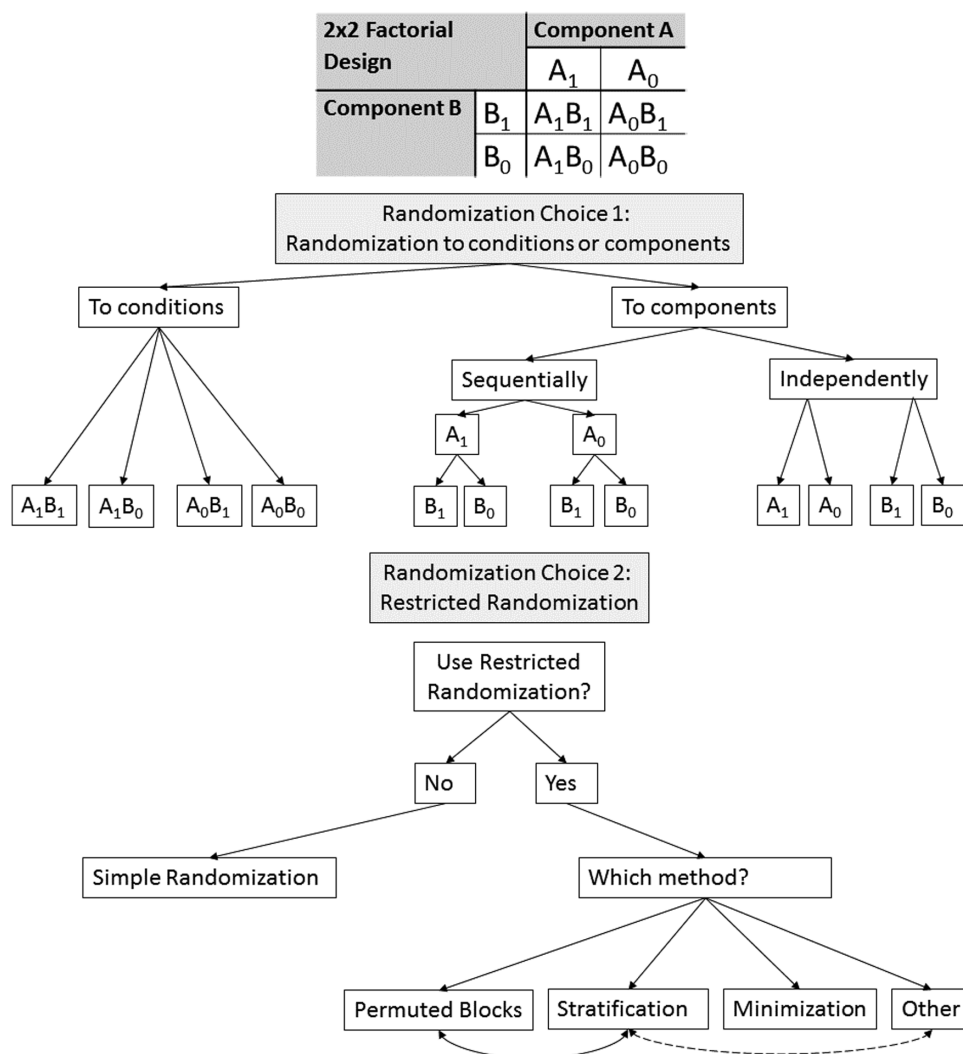 2x2 Factorial Design
Component A
A₁ A₀
Component B
B₁ A₁B₁ A₀B₁
B₀ A₁B₀ A₀B₀
Randomization Choice 1:
Randomization to conditions or components
To conditions
To components
Sequentially
Independently
A₁ A₀
A₁B₁ A₁B₀ A₀B₁ A₀B₀
B₁ B₀ B₁ B₀
A₁ A₀ B₁ B₀
Randomization Choice 2:
Restricted Randomization
Use Restricted
Randomization?
No
Yes
Simple Randomization
Which method?
Permuted Blocks
Stratification
Minimization
Other